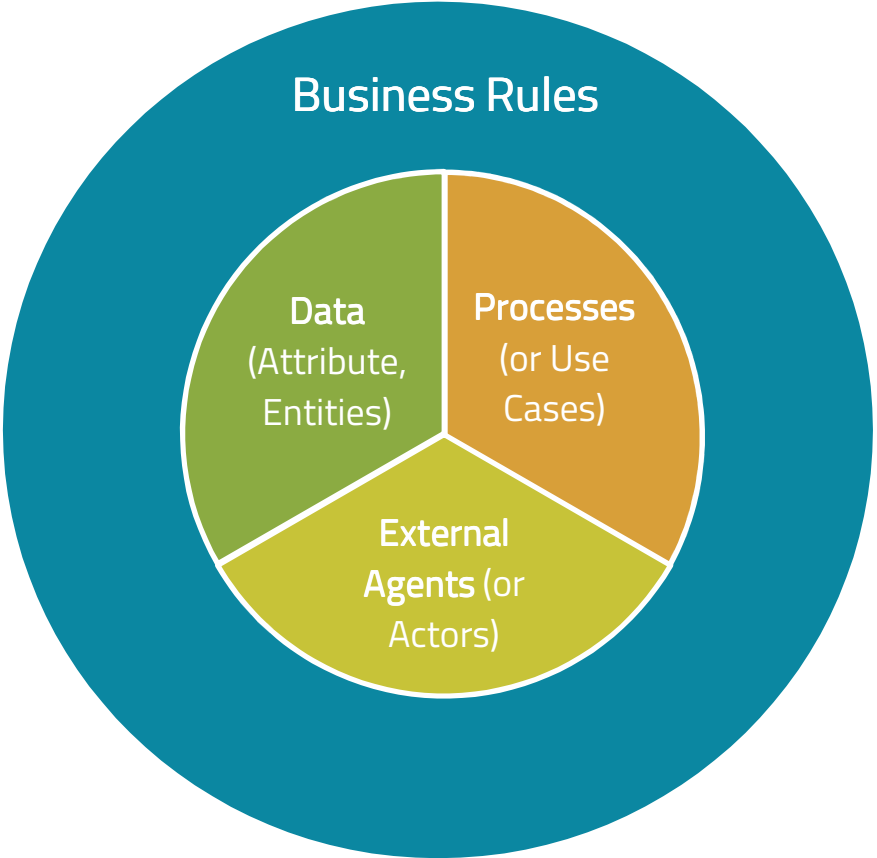 Business Rules
Data
(Attribute,
Entities)
Processes
(or Use
Cases)
External
Agents (or
Actors)